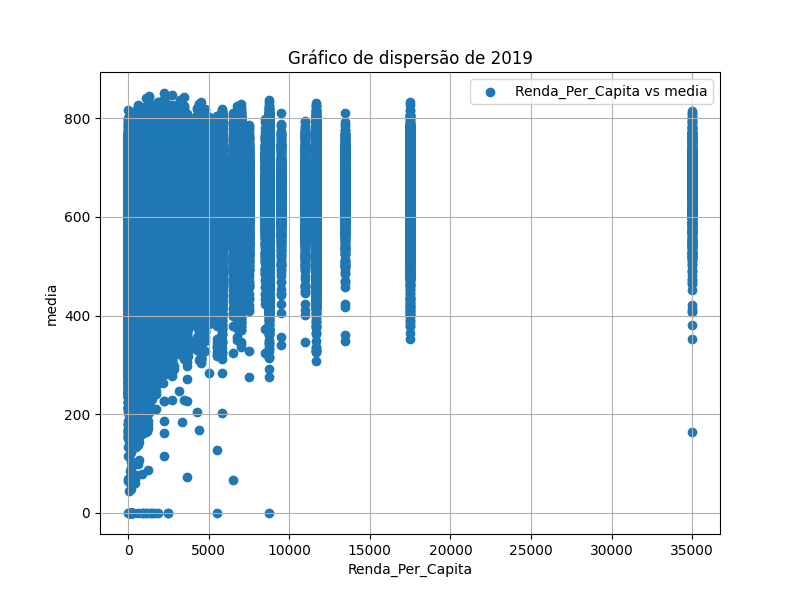 Gráfico de dispersão de 2019
Renda_Per_Capita vs media
800
600
400
200
0
media
0 5000 10000 15000 20000 25000 30000 35000
Renda_Per_Capita